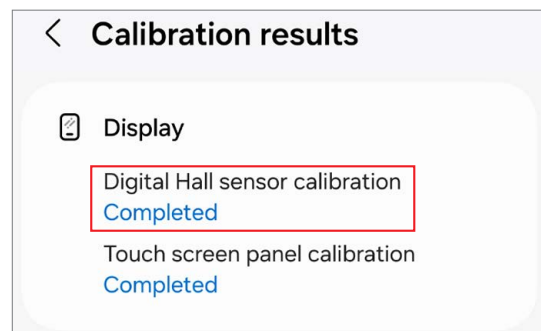 Calibration results
Display
Digital Hall sensor calibration
Completed
Touch screen panel calibration
Completed